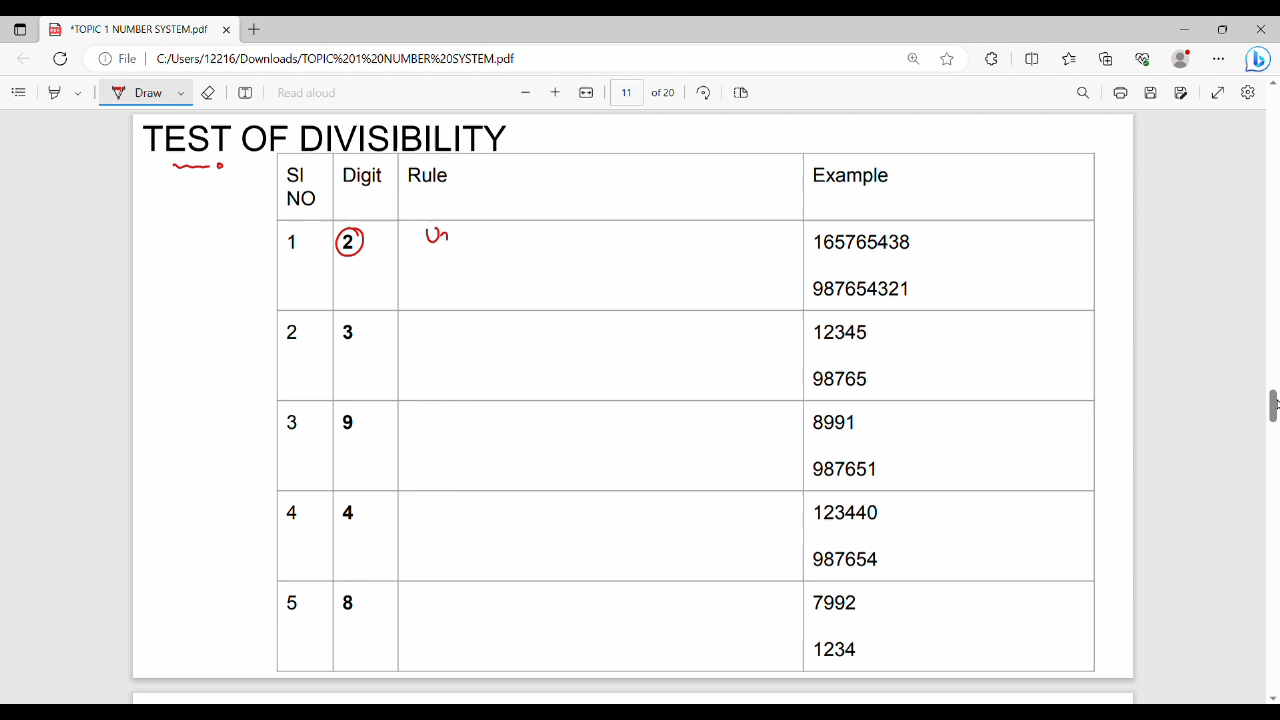 *TOPIC 1 NUMBER SYSTEM.pdf
File C:/Users/12216/Downloads/TOPIC%201%20NUMBER%20SYSTEM.pdf
Draw Read aloud 11 of 20
TEST OF DIVISIBILITY
SI NO Digit Rule Example
1 2 Un 165765438
987654321
2 3 12345
98765
3 9 8991
987651
4 4 123440
987654
5 8 7992
1234